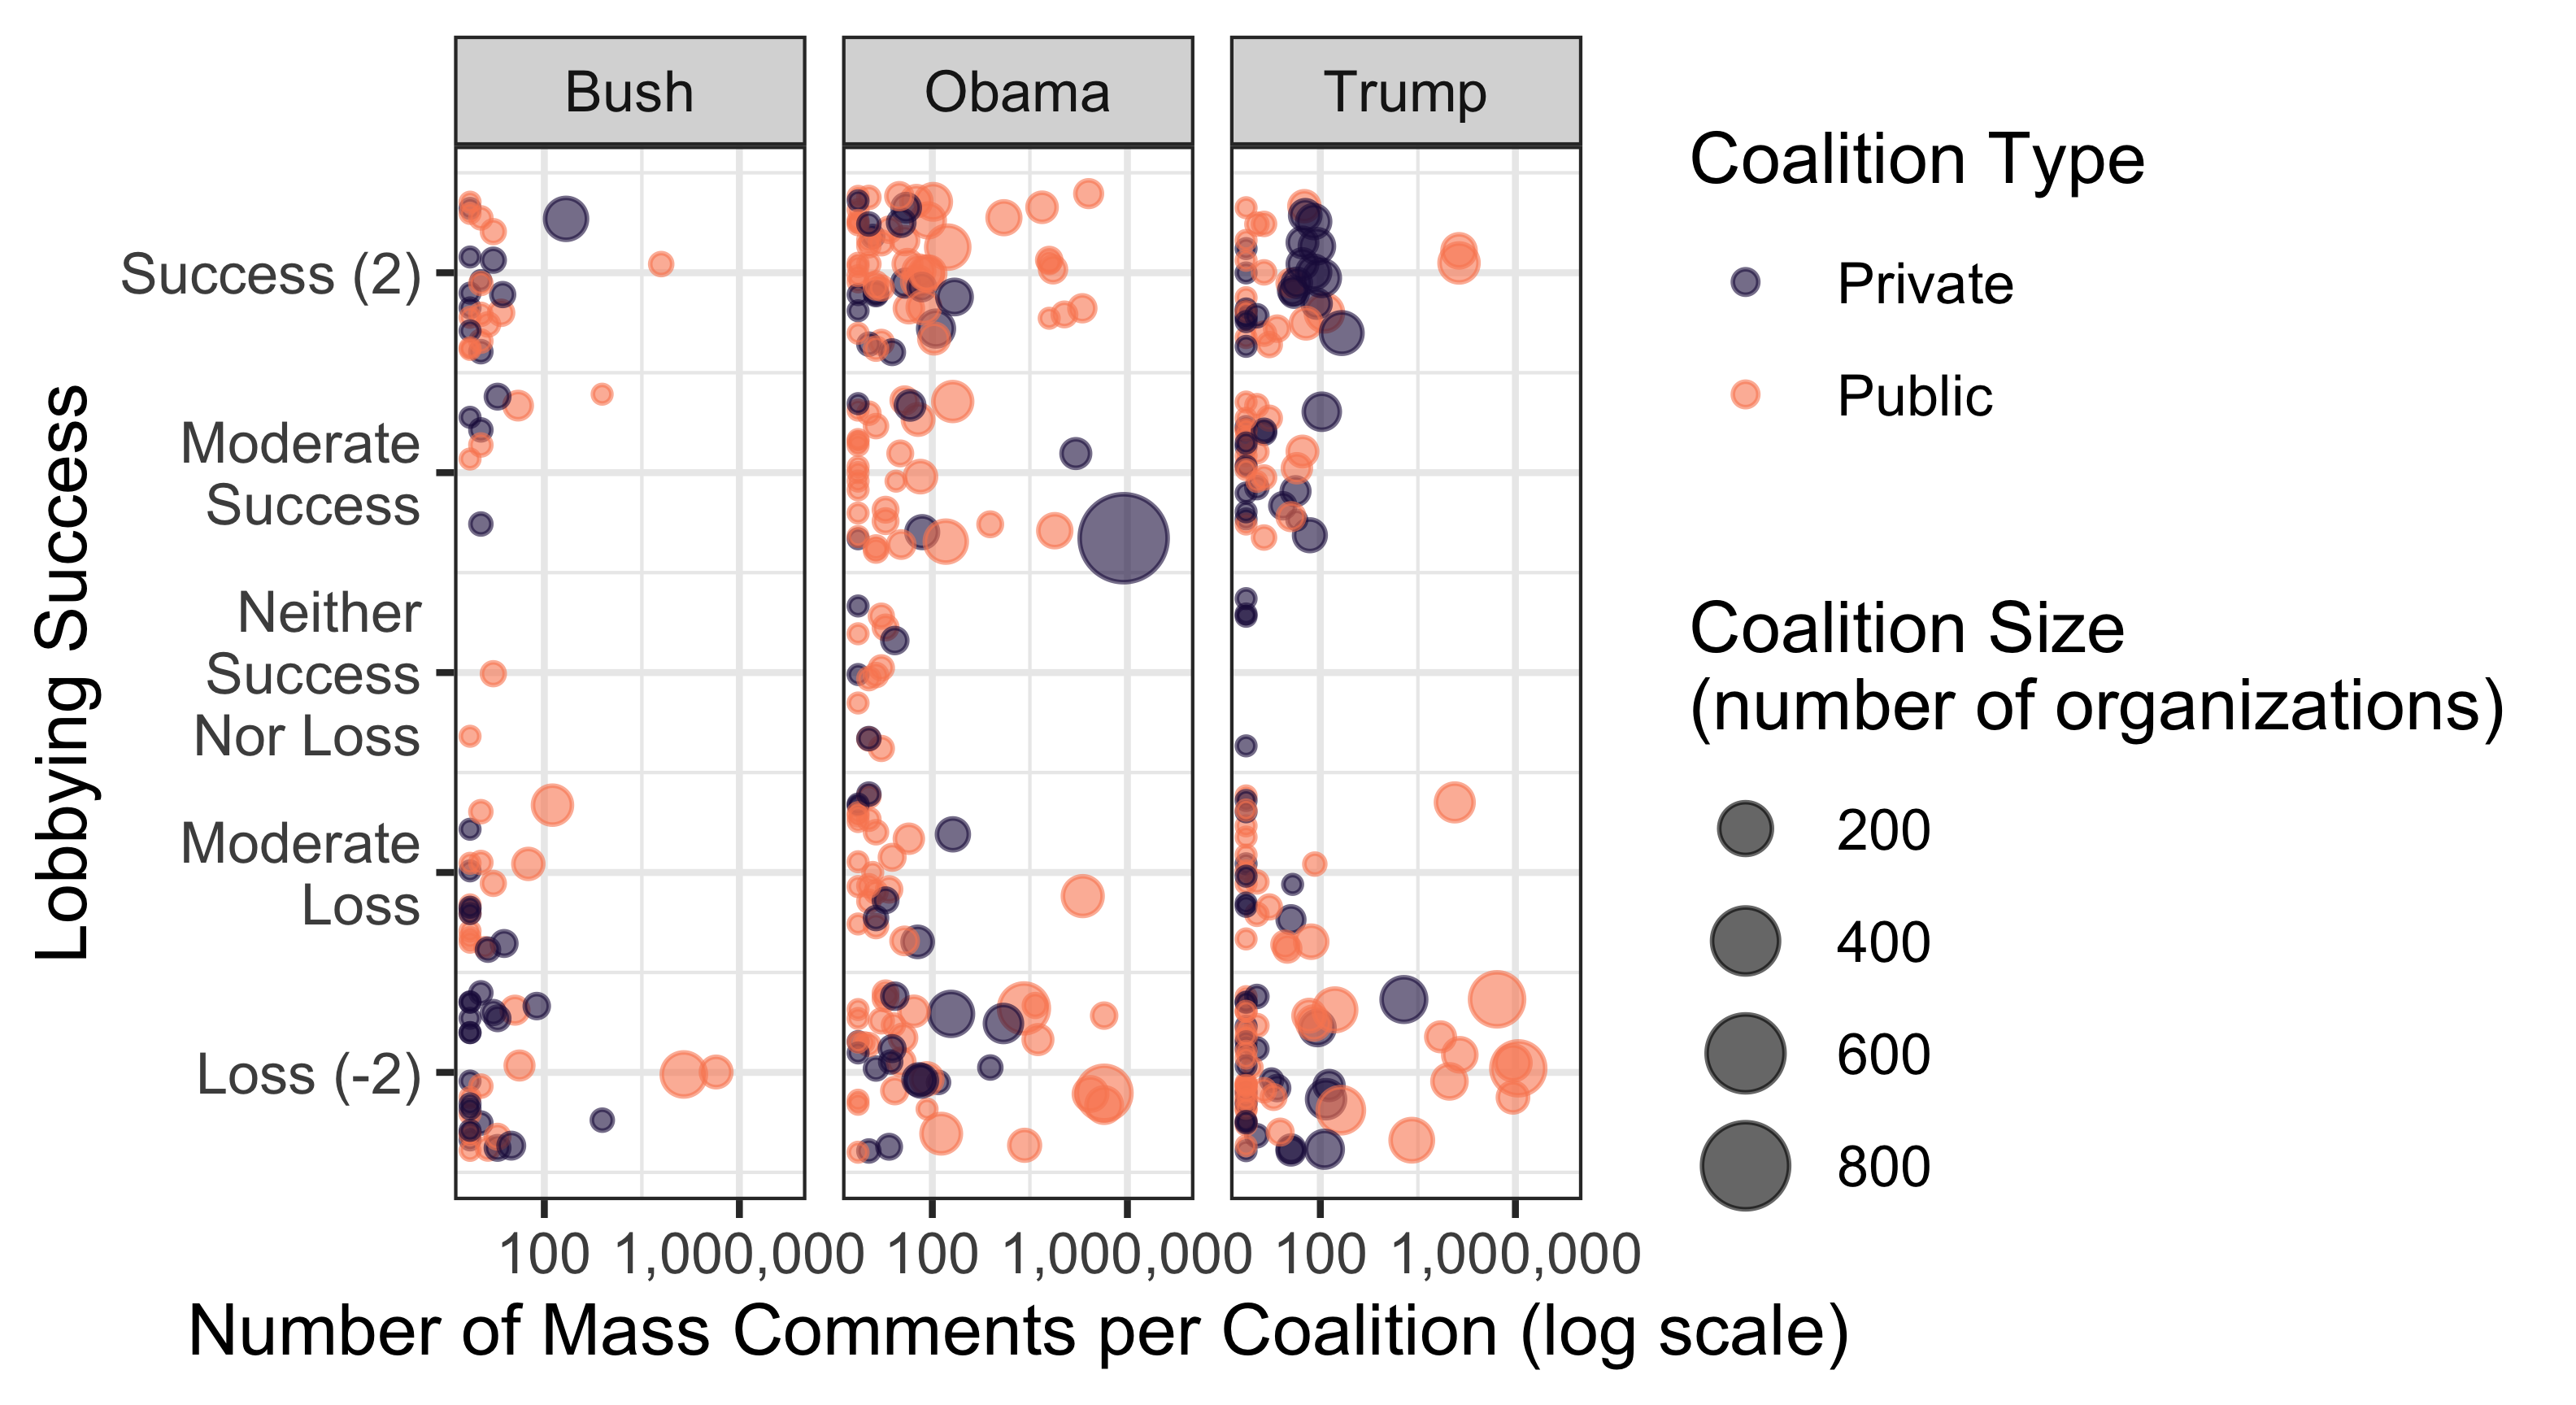 Bush
Obama
Trump
Lobbying Success
Success (2)
Moderate
Success
Neither
Success
Nor Loss
Moderate
Loss
Loss (-2)
100
1,000,000
100
1,000,000
100
1,000,000
Number of Mass Comments per Coalition (log scale)
Coalition Type
Private
Public
Coalition Size
(number of organizations)
200
400
600
800